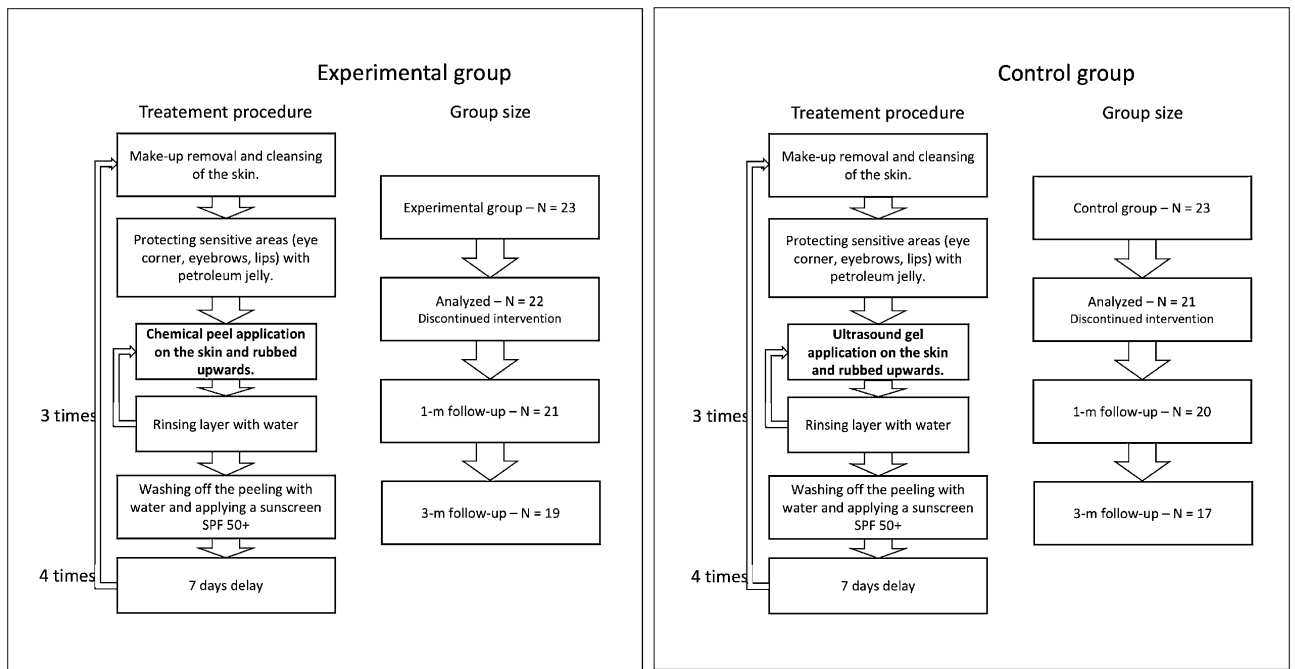 Experimental group
Treatement procedure
Group size
Make-up removal and cleansing
of the skin.
Protecting sensitive areas (eye
corner, eyebrows, lips) with
petroleum jelly.
Chemical peel application
on the skin and rubbed
upwards.
3 times
Rinsing layer with water
Washing off the peeling with
water and applying a sunscreen
SPF 50+
4 times
7 days delay
Experimental group – N = 23
Analyzed – N = 22
Discontinued intervention
1-m follow-up – N = 21
3-m follow-up – N = 19
Control group
Treatement procedure
Group size
Make-up removal and cleansing
of the skin.
Protecting sensitive areas (eye
corner, eyebrows, lips) with
petroleum jelly.
Ultrasound gel
application on the skin
and rubbed upwards.
3 times
Rinsing layer with water
Washing off the peeling with
water and applying a sunscreen
SPF 50+
4 times
7 days delay
Control group – N = 23
Analyzed – N = 21
Discontinued intervention
1-m follow-up – N = 20
3-m follow-up – N = 17